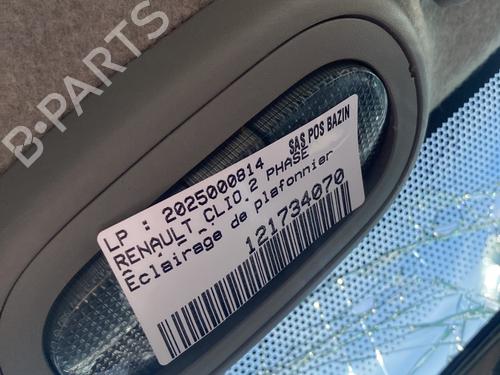 B-PARTS
SAS POS BAZIN
LP : 2025000814
RENAULT CLIO 2 PHASE
Éclairage de plafonnier
121734070